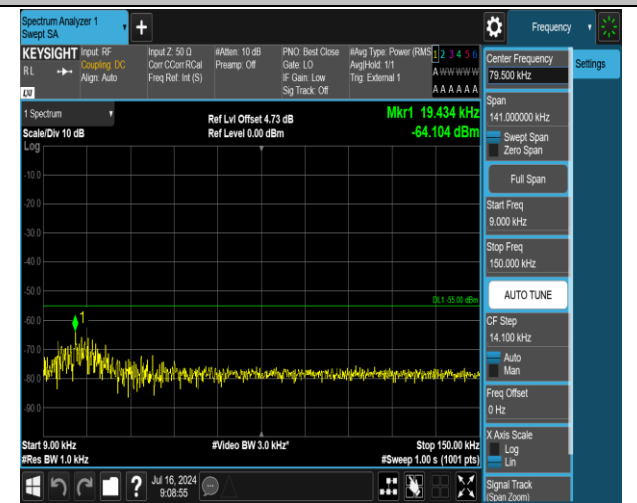 Spectrum Analyzer 1
Swept SA
+
Frequency
KEYSIGHT
Input: RF
Coupling: DC
Align: Auto
Input Z: 50 Ω
Corr CCorr RCal
Freq Ref: Int (S)
#Atten: 10 dB
Preamp: Off
PNO: Best Close
Gate: LO
IF Gain: Low
Sig Track: Off
#Avg Type: Power (RMS)
Avg|Hold: 1/1
Trig: External 1
1 2 3 4 5 6
A W W W W W
A A A A A A
R L
LXI
1 Spectrum
Scale/Div 10 dB
Log
Ref Lvl Offset 4.73 dB
Ref Level 0.00 dBm
Mkr1 19.434 kHz
-64.104 dBm
-10.0
-20.0
-30.0
-40.0
-50.0
DL1 -55.00 dBm
-60.0
1
-70.0
-80.0
-90.0
Start 9.00 kHz
#Res BW 1.0 kHz
#Video BW 3.0 kHz*
Stop 150.00 kHz
#Sweep 1.00 s (1001 pts)
Jul 16, 2024
9:08:55
?
Center Frequency
79.500 kHz
Settings
Span
141.000000 kHz
Swept Span
Zero Span
Full Span
Start Freq
9.000 kHz
Stop Freq
150.000 kHz
AUTO TUNE
CF Step
14.100 kHz
Auto
Man
Freq Offset
0 Hz
X Axis Scale
Log
Lin
Signal Track
(Span Zoom)